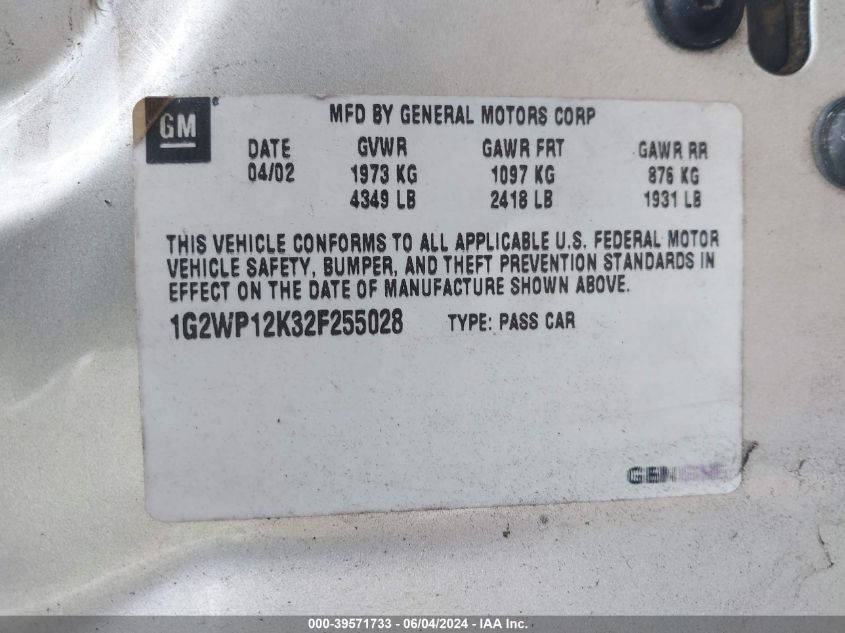 GM ®
MFD BY GENERAL MOTORS CORP
DATE GVWR GAWR FRT GAWR RR
04/02 1973 KG 1097 KG 876 KG
4349 LB 2418 LB 1931 LB
THIS VEHICLE CONFORMS TO ALL APPLICABLE U.S. FEDERAL MOTOR
VEHICLE SAFETY, BUMPER, AND THEFT PREVENTION STANDARDS IN
EFFECT ON THE DATE OF MANUFACTURE SHOWN ABOVE.
1G2WP12K32F255028 TYPE: PASS CAR
000-39571733 - 06/04/2024 - IAA Inc.